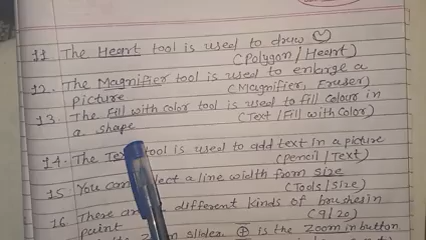 11. The Heart tool is used to draw ♡
(Polygon / Heart)
12. The Magnifier tool is used to enlarge a
picture (Magnifier, Eraser)
13. The Fill with color tool is used to fill colour in
a shape (Text / Fill with Color)
14. The Text tool is used to add text in a picture
(pencil / Text)
15. You can select a line width from size
(Tools / Size)
16. There are different kinds of brushes in
paint (9 / 20)
slider ⊕ is the Zoom in button